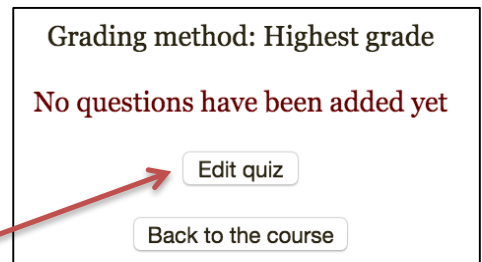 Grading method: Highest grade
No questions have been added yet
Edit quiz
Back to the course